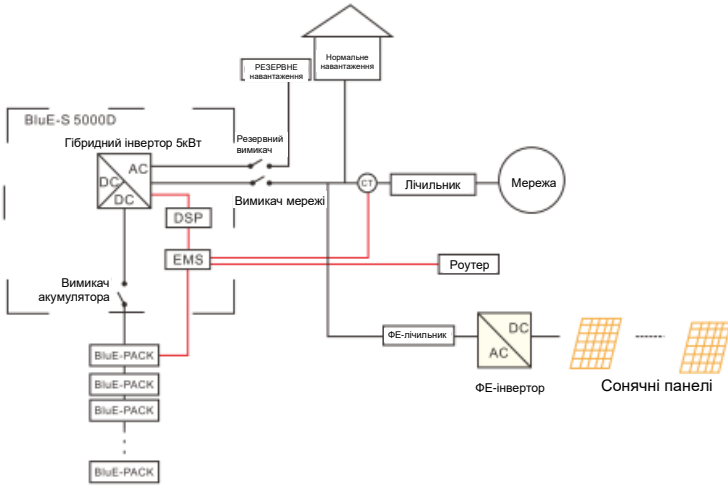 Нормальне
навантаження
РЕЗЕРВНЕ
навантаження
BluE-S 5000D
Гібридний інвертор 5кВт
Резервний
вимикач
AC
DC
DC
CT
Лічильник
Мережа
Вимикач мережі
DSP
EMS
Роутер
Вимикач
акумулятора
BluE-PACK
BluE-PACK
BluE-PACK
BluE-PACK
ФЕ-лічильник
DC
AC
ФЕ-інвертор
Сонячні панелі